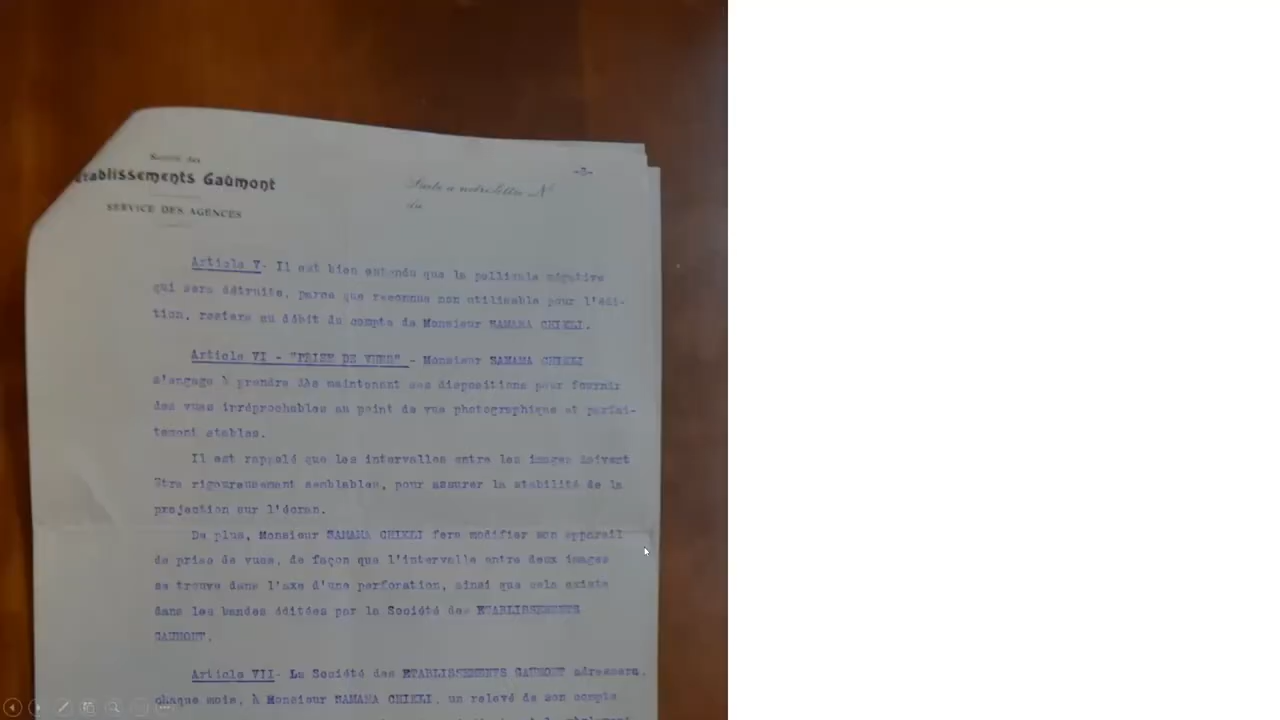 Société des
Etablissements Gaumont
SERVICE DES AGENCES
-3-
Suite à notre lettre N°
du
Article V- Il est bien entendu que la pellicule négative
qui sera détruite, parce que reconnue non utilisable pour l'édi-
tion, restera au débit du compte de Monsieur SAMAMA CHIKLI.
Article VI - "PRISE DE VUES" - Monsieur SAMAMA CHIKLI
s'engage à prendre dès maintenant ses dispositions pour fournir
des vues irréprochables au point de vue photographique et parfai-
tement stables.
Il est rappelé que les intervalles entre les images doivent
être rigoureusement semblables, pour assurer la stabilité de la
projection sur l'écran.
De plus, Monsieur SAMAMA CHIKLI fera modifier son appareil
de prise de vues, de façon que l'intervalle entre deux images
se trouve dans l'axe d'une perforation, ainsi que cela existe
dans les bandes éditées par la Société des ETABLISSEMENTS
GAUMONT.
Article VII- La Société des ETABLISSEMENTS GAUMONT adressera,
chaque mois, à Monsieur SAMAMA CHIKLI, un relevé de son compte